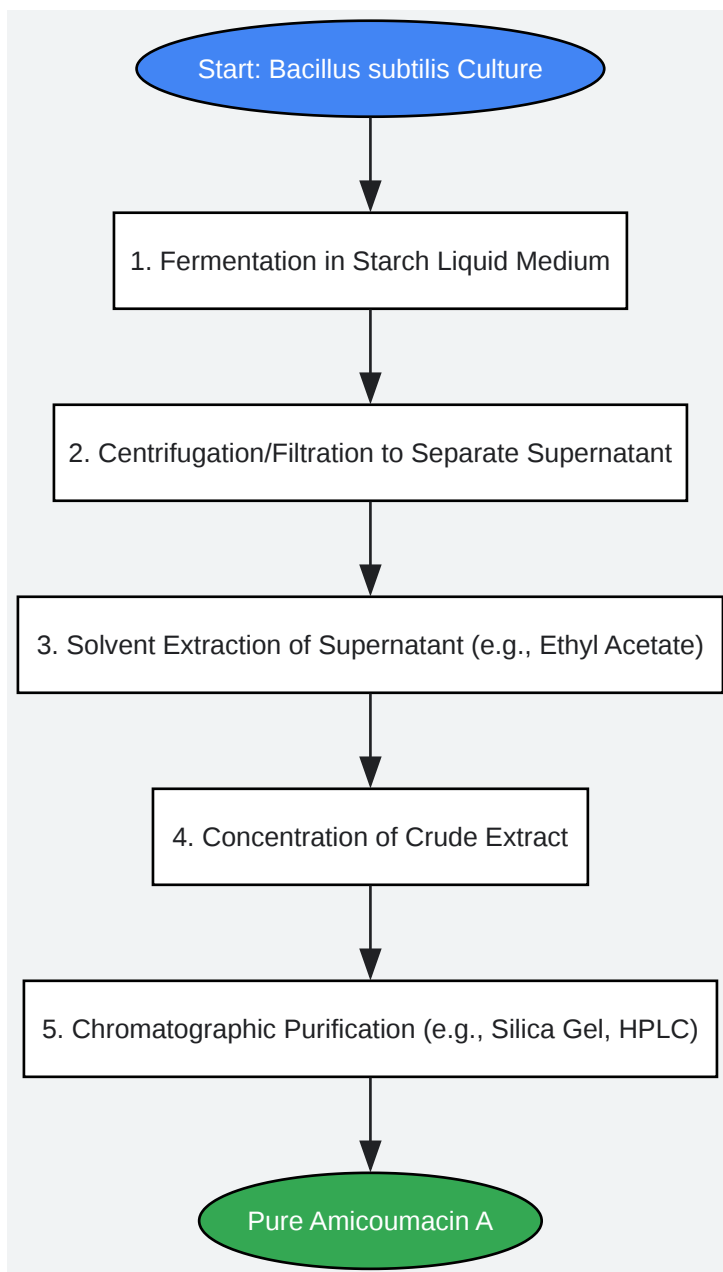 Start: Bacillus subtilis Culture
1. Fermentation in Starch Liquid Medium
2. Centrifugation/Filtration to Separate Supernatant
3. Solvent Extraction of Supernatant (e.g., Ethyl Acetate)
4. Concentration of Crude Extract
5. Chromatographic Purification (e.g., Silica Gel, HPLC)
Pure Amicoumacin A